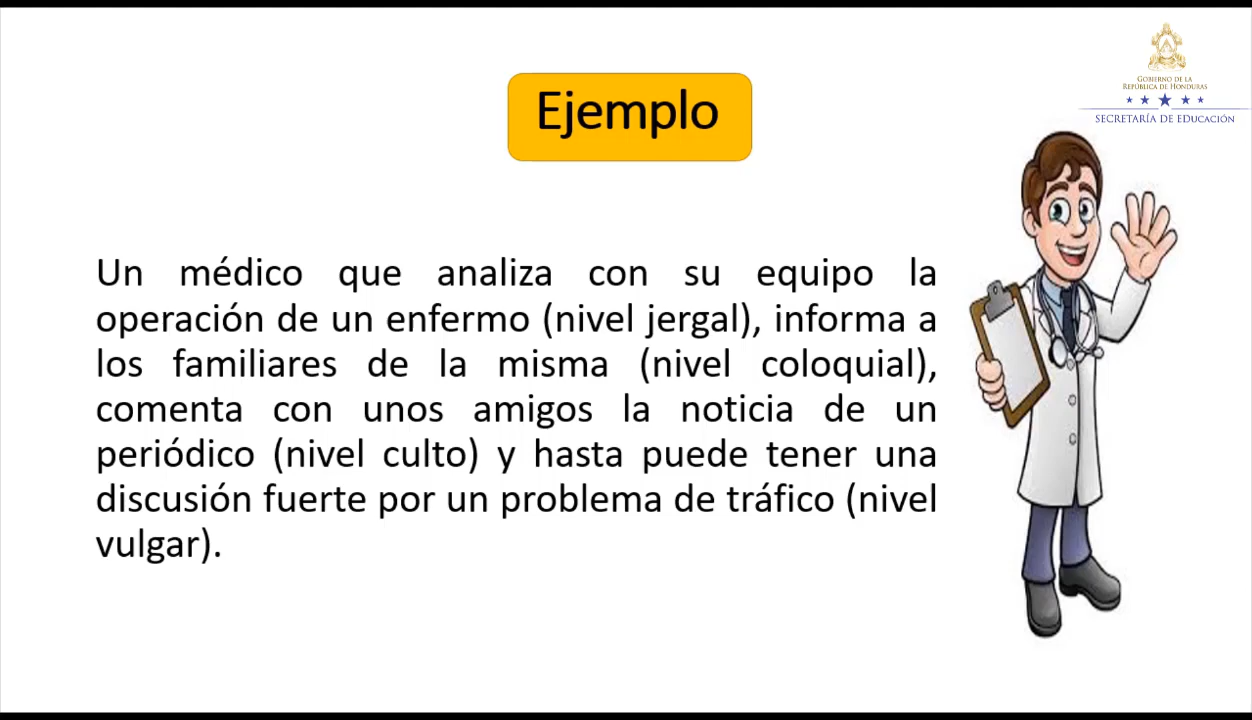 GOBIERNO DE LA
REPÚBLICA DE HONDURAS
SECRETARÍA DE EDUCACIÓN
Ejemplo
Un médico que analiza con su equipo la
operación de un enfermo (nivel jergal), informa a
los familiares de la misma (nivel coloquial),
comenta con unos amigos la noticia de un
periódico (nivel culto) y hasta puede tener una
discusión fuerte por un problema de tráfico (nivel
vulgar).